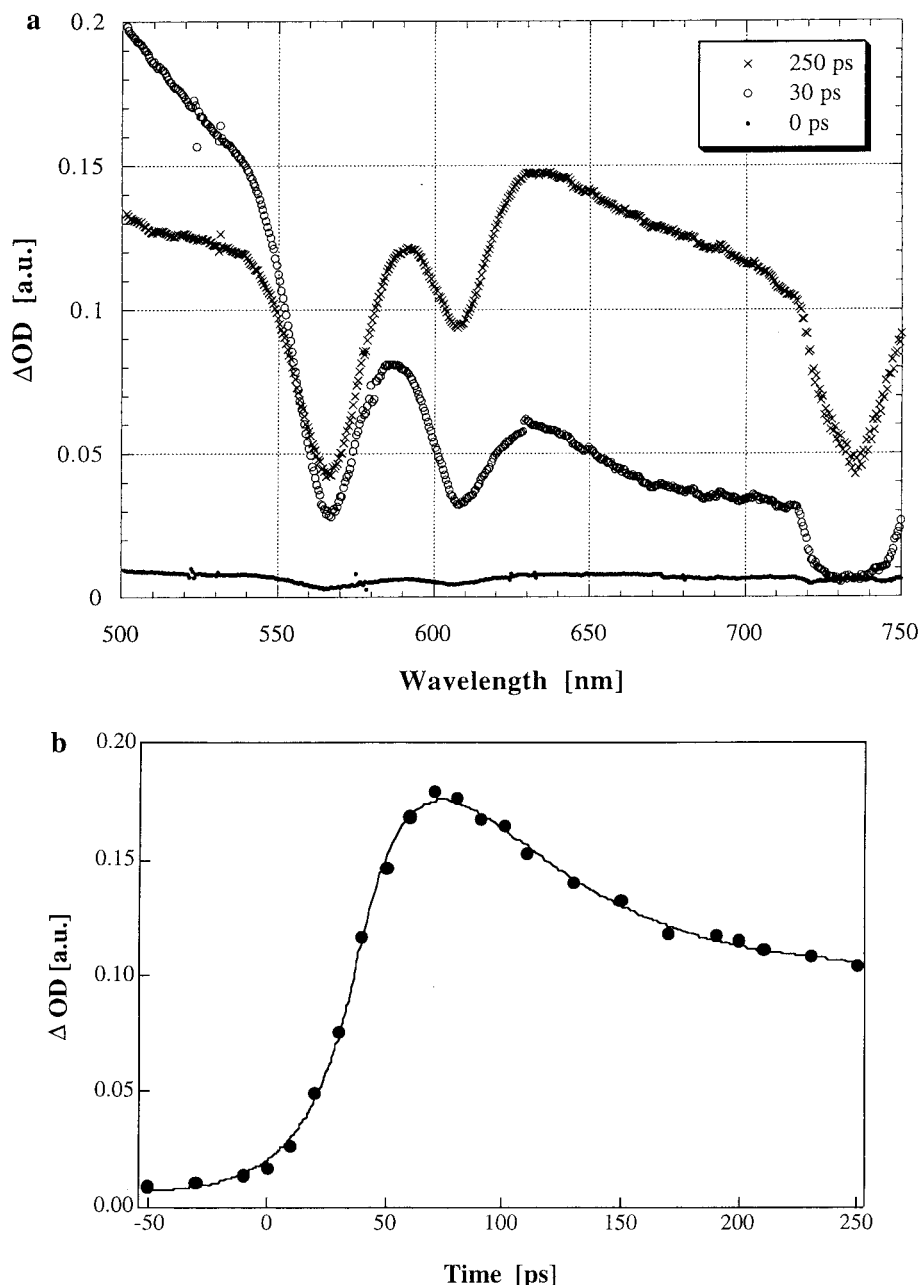 a
0.2
0.15
0.1
0.05
0
ΔOD [a.u.]
× 250 ps
○ 30 ps
• 0 ps
500 550 600 650 700 750
Wavelength [nm]
b
0.20
0.15
0.10
0.05
0.00
Δ OD [a.u.]
-50 0 50 100 150 200 250
Time [ps]